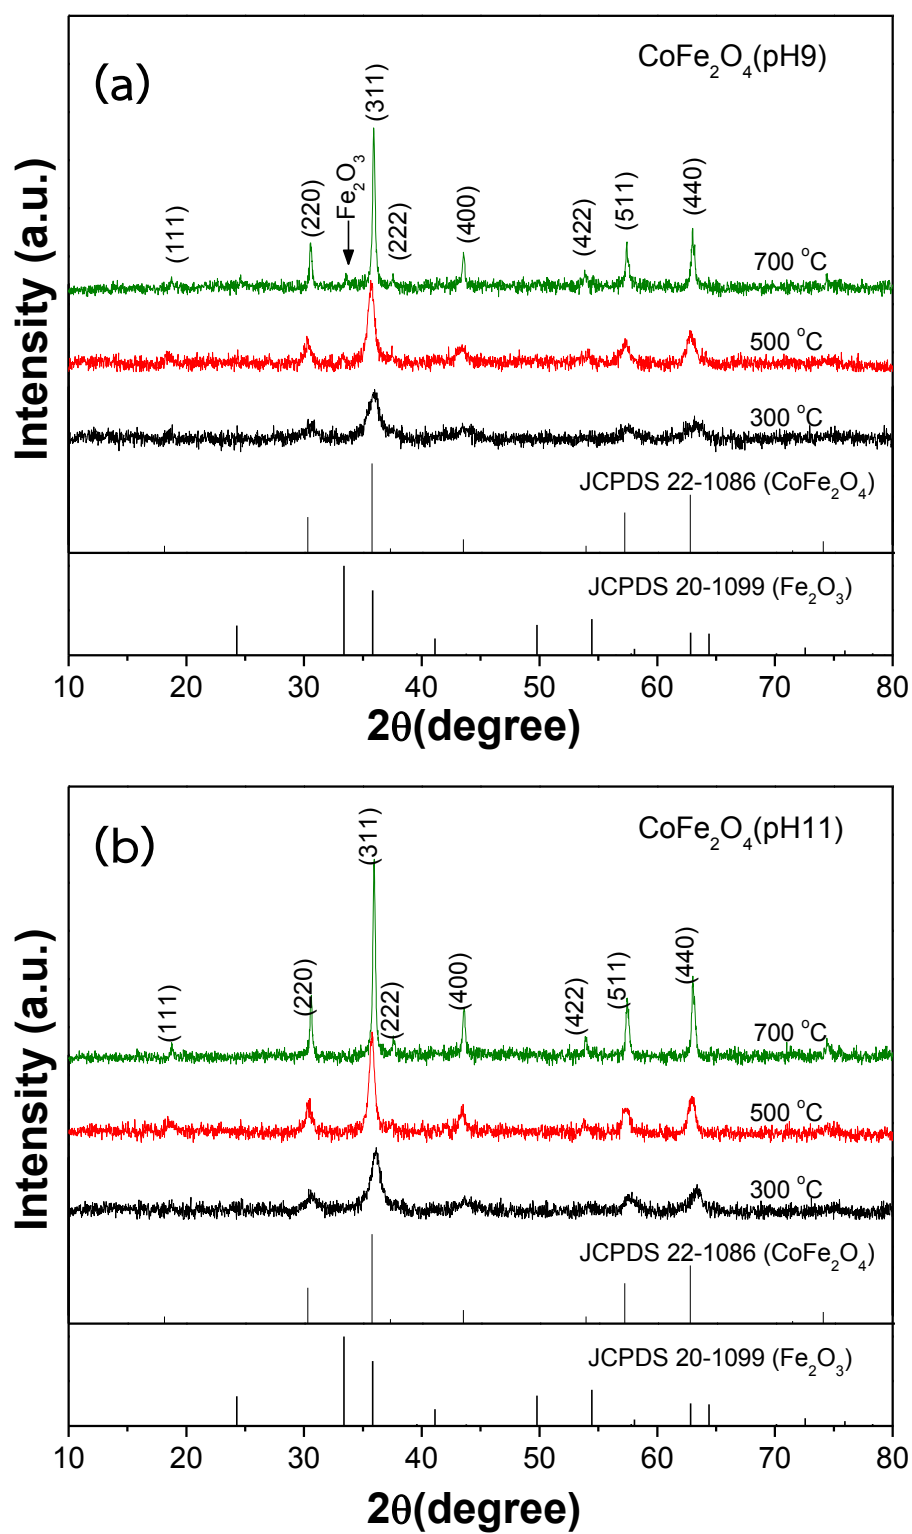 (a)
CoFe₂O₄(pH9)
Intensity (a.u.)
(111)
(220)
Fe₂O₃
(311)
(222)
(400)
(422)
(511)
(440)
700 °C
500 °C
300 °C
JCPDS 22-1086 (CoFe₂O₄)
JCPDS 20-1099 (Fe₂O₃)
10 20 30 40 50 60 70 80
2θ(degree)
(b)
CoFe₂O₄(pH11)
Intensity (a.u.)
(111)
(220)
(311)
(222)
(400)
(422)
(511)
(440)
700 °C
500 °C
300 °C
JCPDS 22-1086 (CoFe₂O₄)
JCPDS 20-1099 (Fe₂O₃)
10 20 30 40 50 60 70 80
2θ(degree)